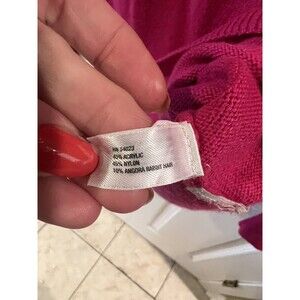 RN 54023
45% ACRYLIC
45% NYLON
10% ANGORA RABBIT HAIR